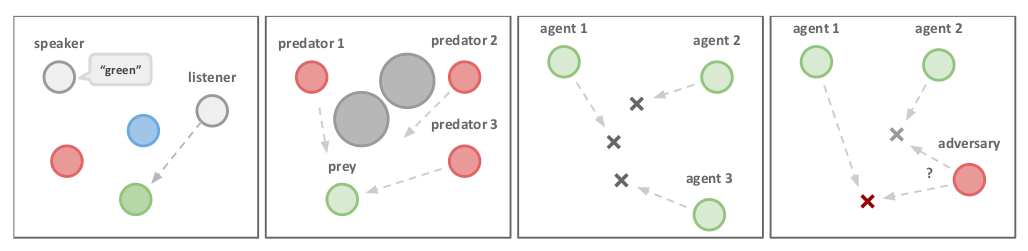 speaker
“green”
listener
predator 1
predator 2
predator 3
prey
agent 1
agent 2
agent 3
agent 1
agent 2
adversary
?